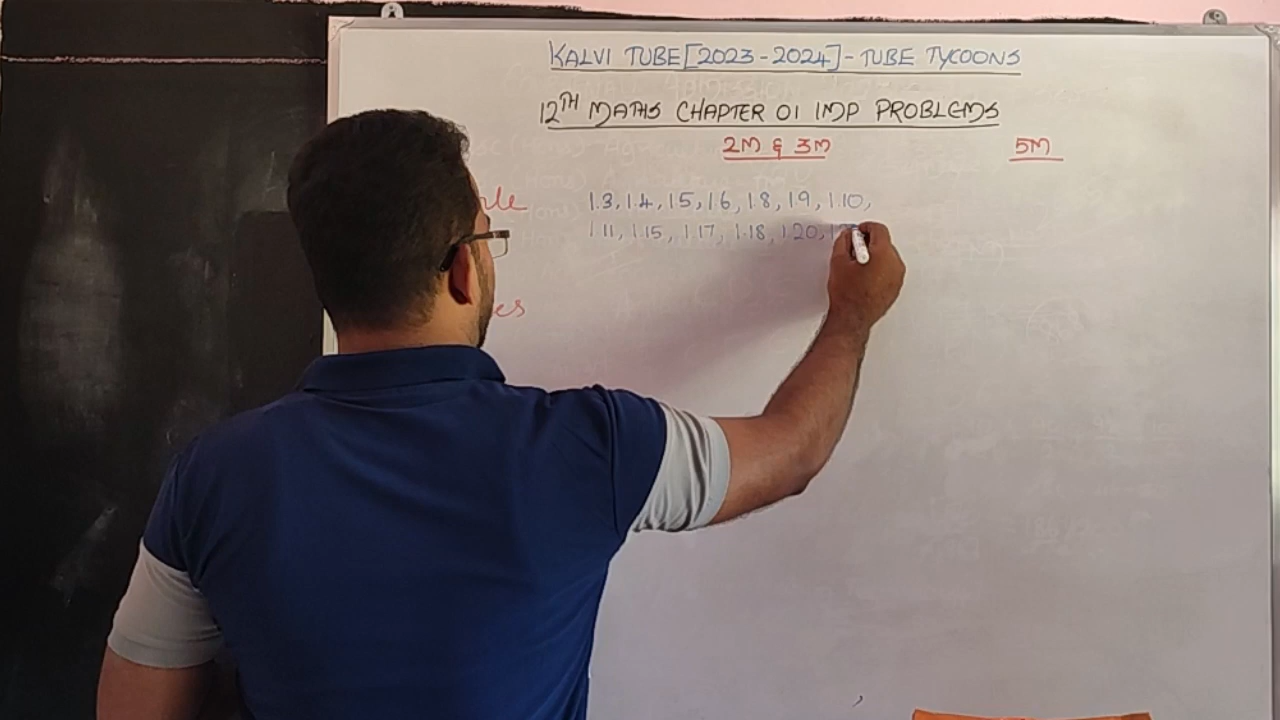 KALVI TUBE[2023-2024]-TUBE TYCOONS
12TH MATHS CHAPTER 01 IMP PROBLEMS
2M & 3M 5M
1.3, 1.4, 1.5, 1.6, 1.8, 1.9, 1.10,
1.11, 1.15, 1.17, 1.18, 1.20,